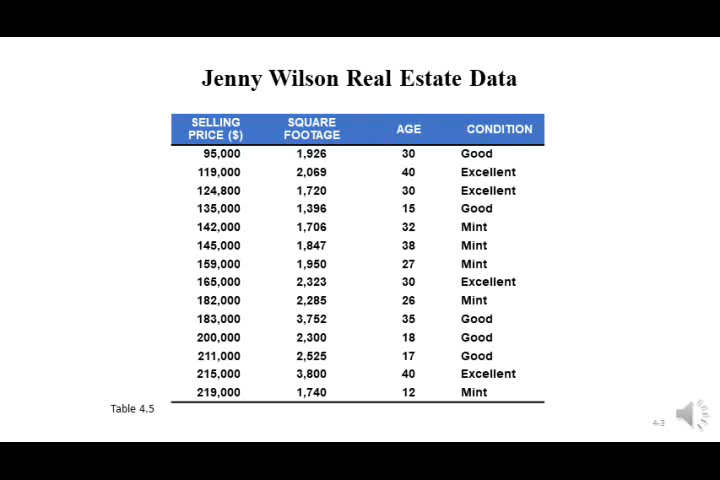 Jenny Wilson Real Estate Data
SELLING PRICE ($) SQUARE FOOTAGE AGE CONDITION
95,000 1,926 30 Good
119,000 2,069 40 Excellent
124,800 1,720 30 Excellent
135,000 1,396 15 Good
142,000 1,706 32 Mint
145,000 1,847 38 Mint
159,000 1,950 27 Mint
165,000 2,323 30 Excellent
182,000 2,285 26 Mint
183,000 3,752 35 Good
200,000 2,300 18 Good
211,000 2,525 17 Good
215,000 3,800 40 Excellent
219,000 1,740 12 Mint
Table 4.5
4-3